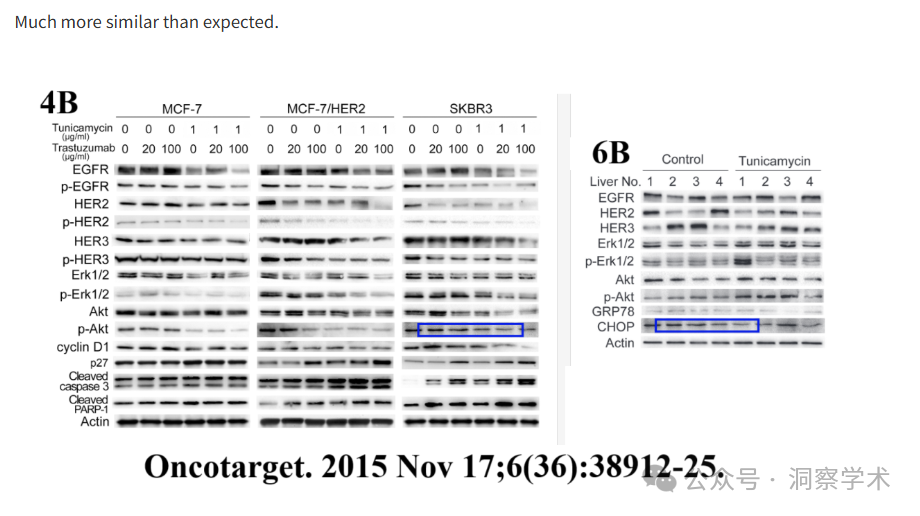 Much more similar than expected.
4B
MCF-7 MCF-7/HER2 SKBR3
Tunicamycin (μg/ml) 0 0 0 1 1 1 0 0 0 1 1 1 0 0 0 1 1 1
Trastuzumab (μg/ml) 0 20 100 0 20 100 0 20 100 0 20 100 0 20 100 0 20 100
EGFR
p-EGFR
HER2
p-HER2
HER3
p-HER3
Erk1/2
p-Erk1/2
Akt
p-Akt
cyclin D1
p27
Cleaved
caspase 3
Cleaved
PARP-1
Actin
6B
Control Tunicamycin
Liver No. 1 2 3 4 1 2 3 4
EGFR
HER2
HER3
Erk1/2
p-Erk1/2
Akt
p-Akt
GRP78
CHOP
Actin
Oncotarget. 2015 Nov 17;6(36):38912-25.
公众号 · 洞察学术